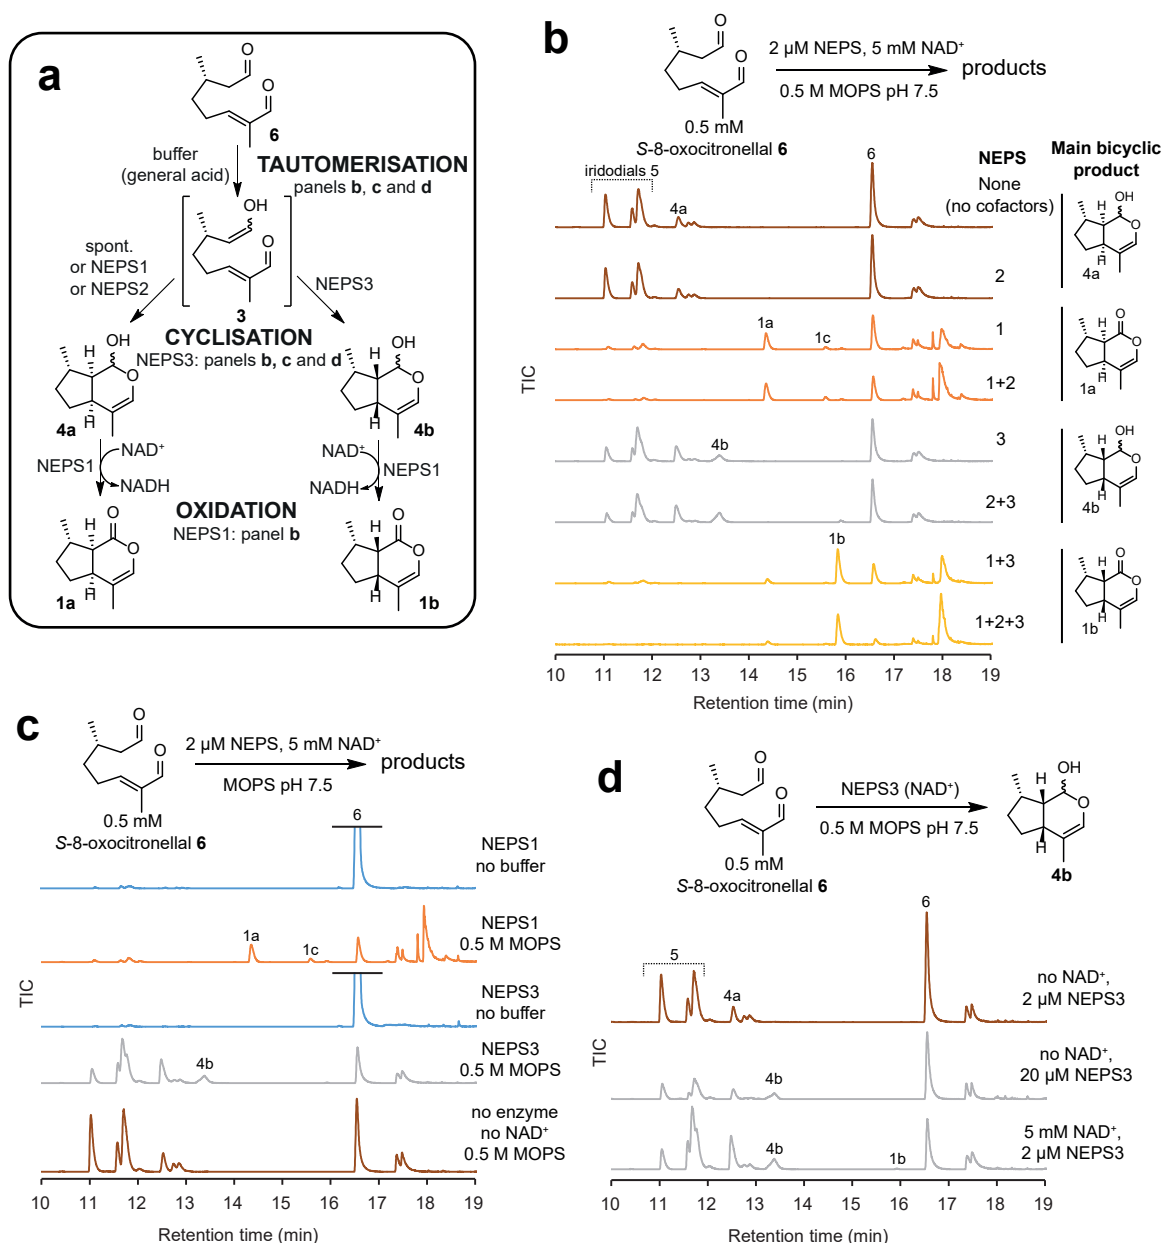 a
O
O
6
buffer
(general acid)
TAUTOMERISATION
panels b, c and d
OH
O
3
spont.
or NEPS1
or NEPS2
NEPS3
CYCLISATION
NEPS3: panels b, c and d
H OH
O
H
4a
H OH
O
H
4b
NEPS1 NAD+
NADH
NAD+ NEPS1
NADH
OXIDATION
NEPS1: panel b
H O
O
H
1a
H O
O
H
1b
b
O
O
0.5 mM
S-8-oxocitronellal 6
2 µM NEPS, 5 mM NAD+
0.5 M MOPS pH 7.5
products
NEPS
Main bicyclic
product
iridodials 5
4a
6
None
(no cofactors)
2
1a
1c
1
1+2
4b
3
2+3
1b
1+3
1+2+3
H OH
O
H
4a
H O
O
H
1a
H OH
O
H
4b
H O
O
H
1b
TIC
10 11 12 13 14 15 16 17 18 19
Retention time (min)
c
O
O
0.5 mM
S-8-oxocitronellal 6
2 µM NEPS, 5 mM NAD+
MOPS pH 7.5
products
6
NEPS1
no buffer
1a
1c
NEPS1
0.5 M MOPS
NEPS3
no buffer
4b
NEPS3
0.5 M MOPS
no enzyme
no NAD+
0.5 M MOPS
TIC
10 11 12 13 14 15 16 17 18 19
Retention time (min)
d
O
O
0.5 mM
S-8-oxocitronellal 6
NEPS3 (NAD+)
0.5 M MOPS pH 7.5
H OH
O
H
4b
5
4a
6
no NAD+,
2 µM NEPS3
4b
no NAD+,
20 µM NEPS3
4b
1b
5 mM NAD+,
2 µM NEPS3
TIC
10 11 12 13 14 15 16 17 18 19
Retention time (min)